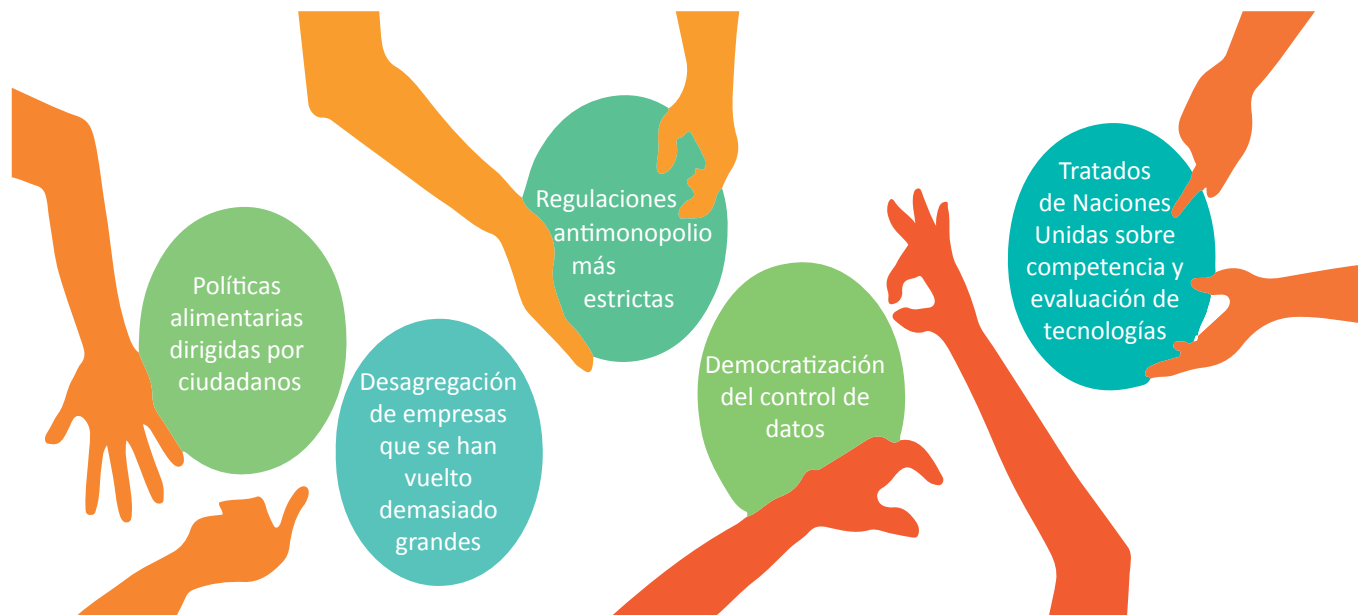 Políticas
alimentarias
dirigidas por
ciudadanos
Desagregación
de empresas
que se han
vuelto
demasiado
grandes
Regulaciones
antimonopolio
más
estrictas
Democratización
del control de
datos
Tratados
de Naciones
Unidas sobre
competencia y
evaluación de
tecnologías